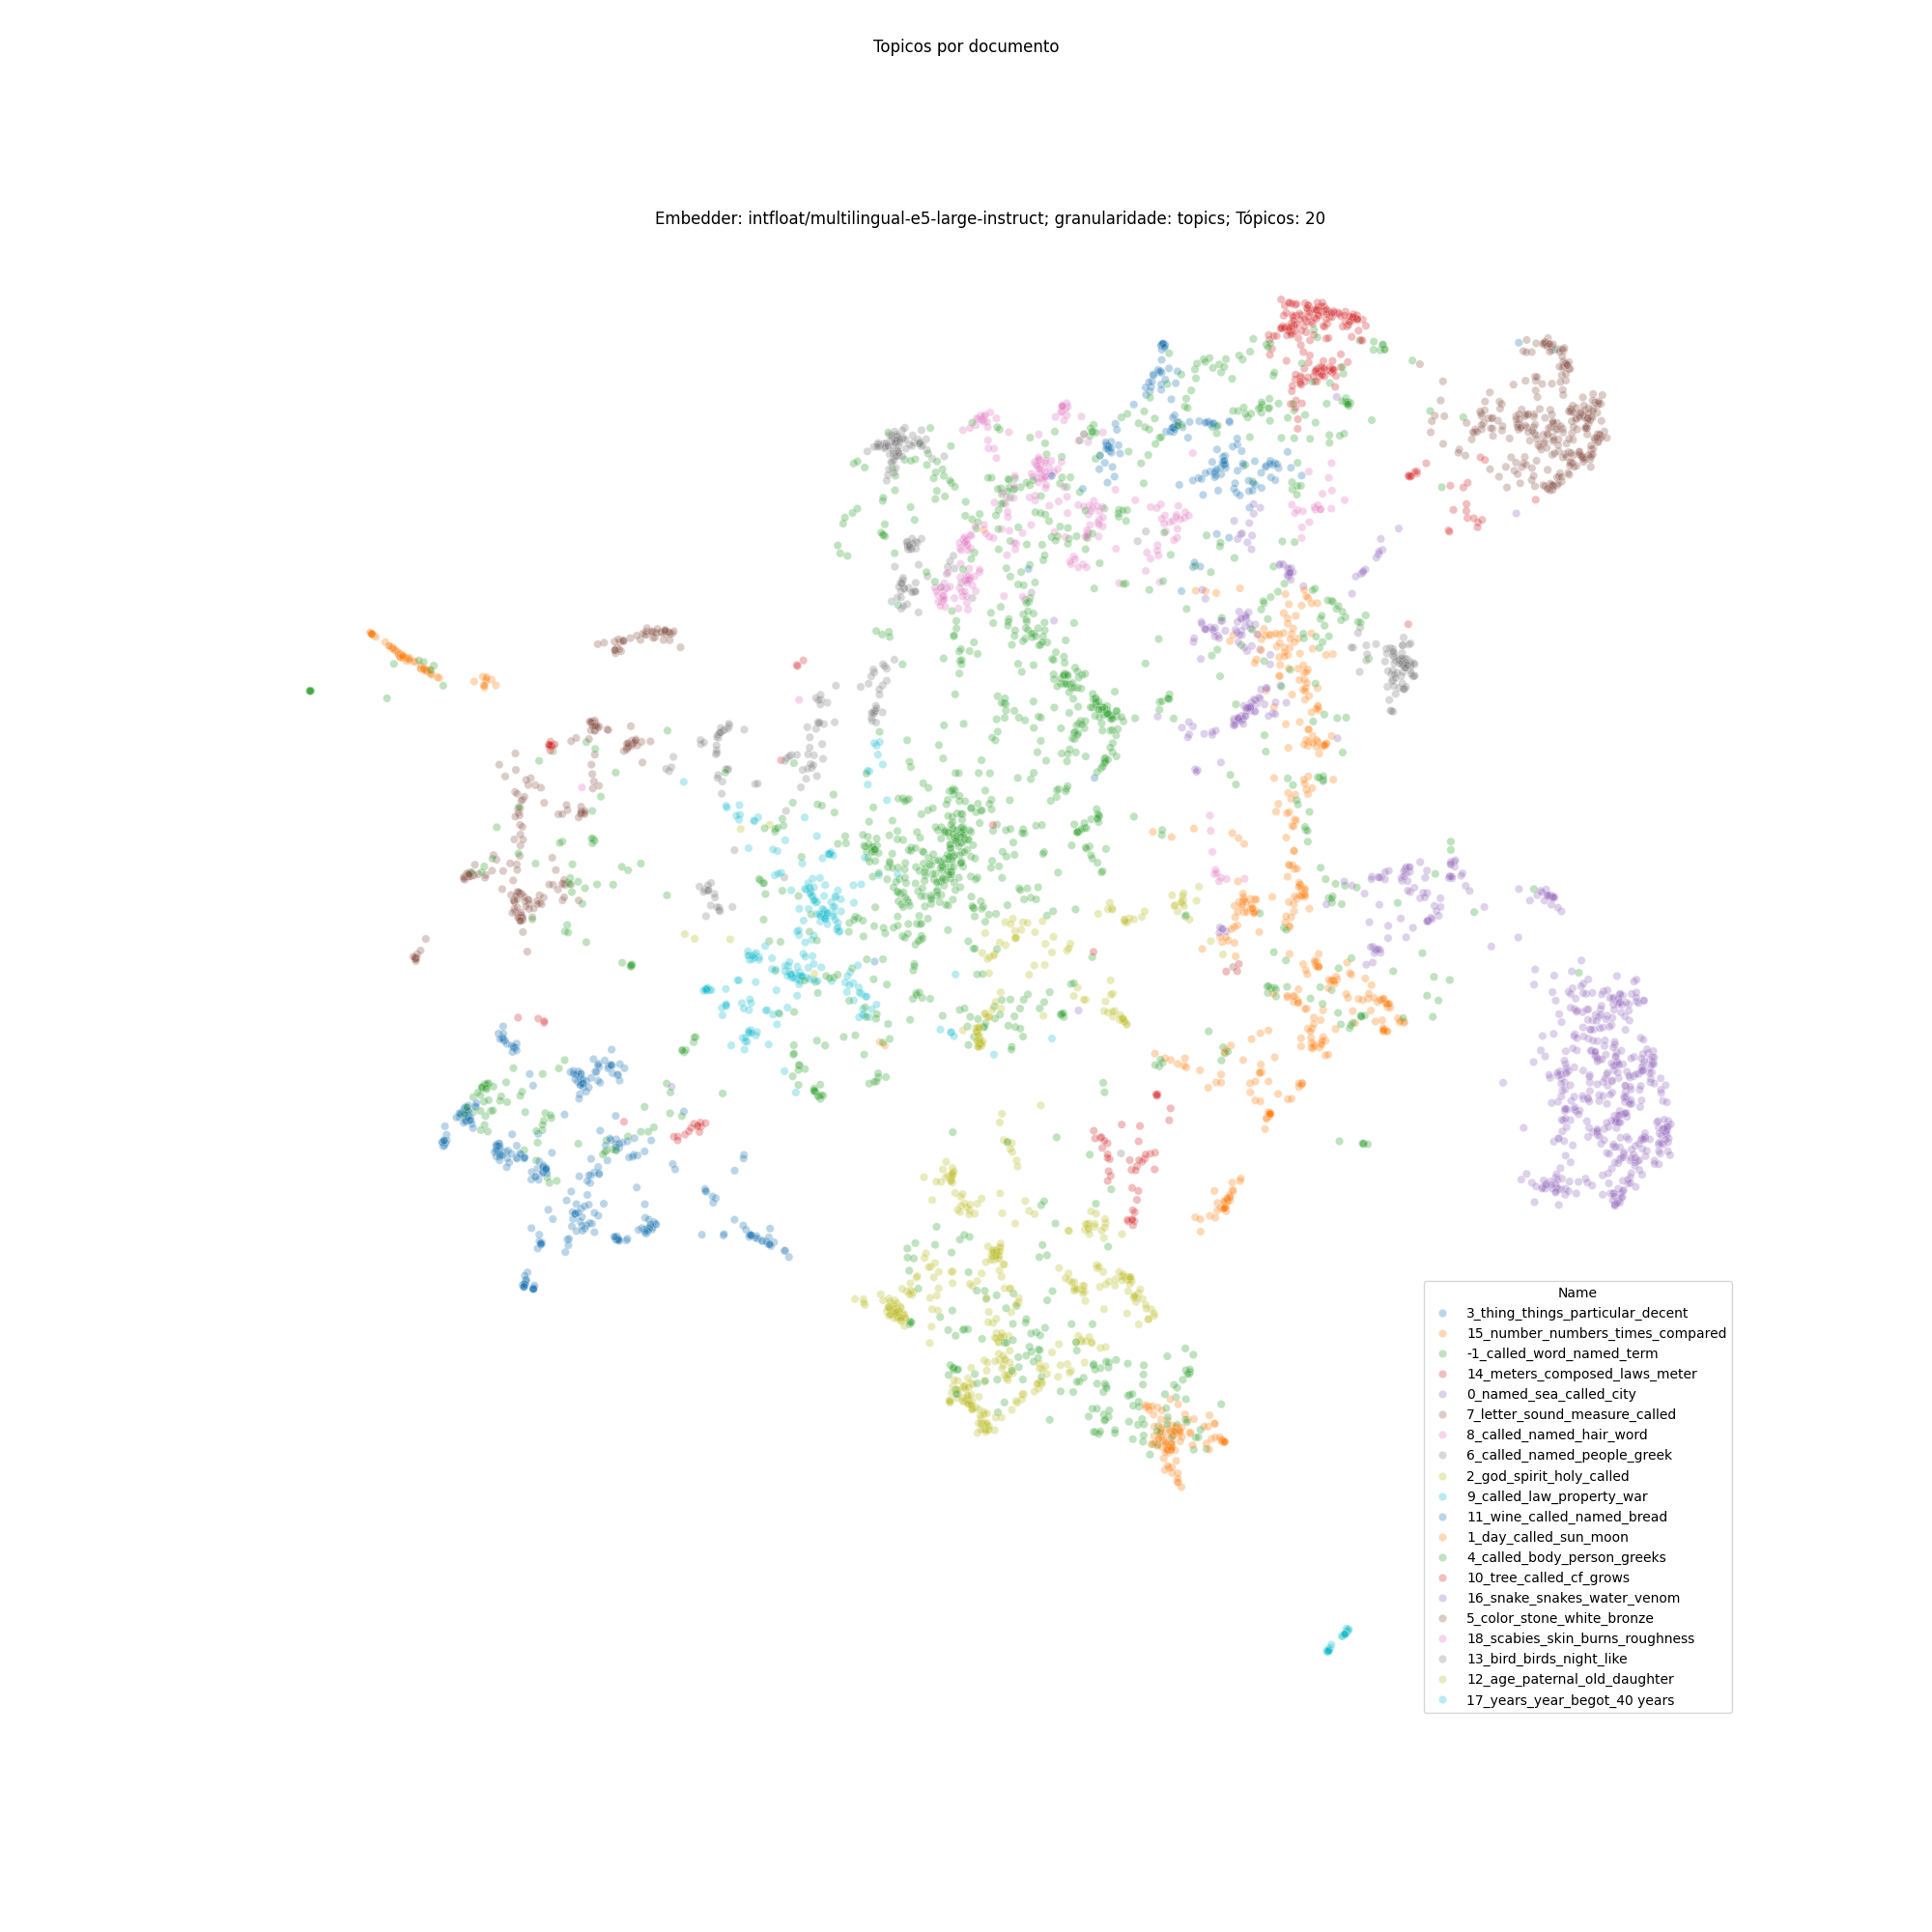 Topicos por documento
Embedder: intfloat/multilingual-e5-large-instruct; granularidade: topics; Tópicos: 20
Name
3_thing_things_particular_decent
15_number_numbers_times_compared
-1_called_word_named_term
14_meters_composed_laws_meter
0_named_sea_called_city
7_letter_sound_measure_called
8_called_named_hair_word
6_called_named_people_greek
2_god_spirit_holy_called
9_called_law_property_war
11_wine_called_named_bread
1_day_called_sun_moon
4_called_body_person_greeks
10_tree_called_cf_grows
16_snake_snakes_water_venom
5_color_stone_white_bronze
18_scabies_skin_burns_roughness
13_bird_birds_night_like
12_age_paternal_old_daughter
17_years_year_begot_40 years